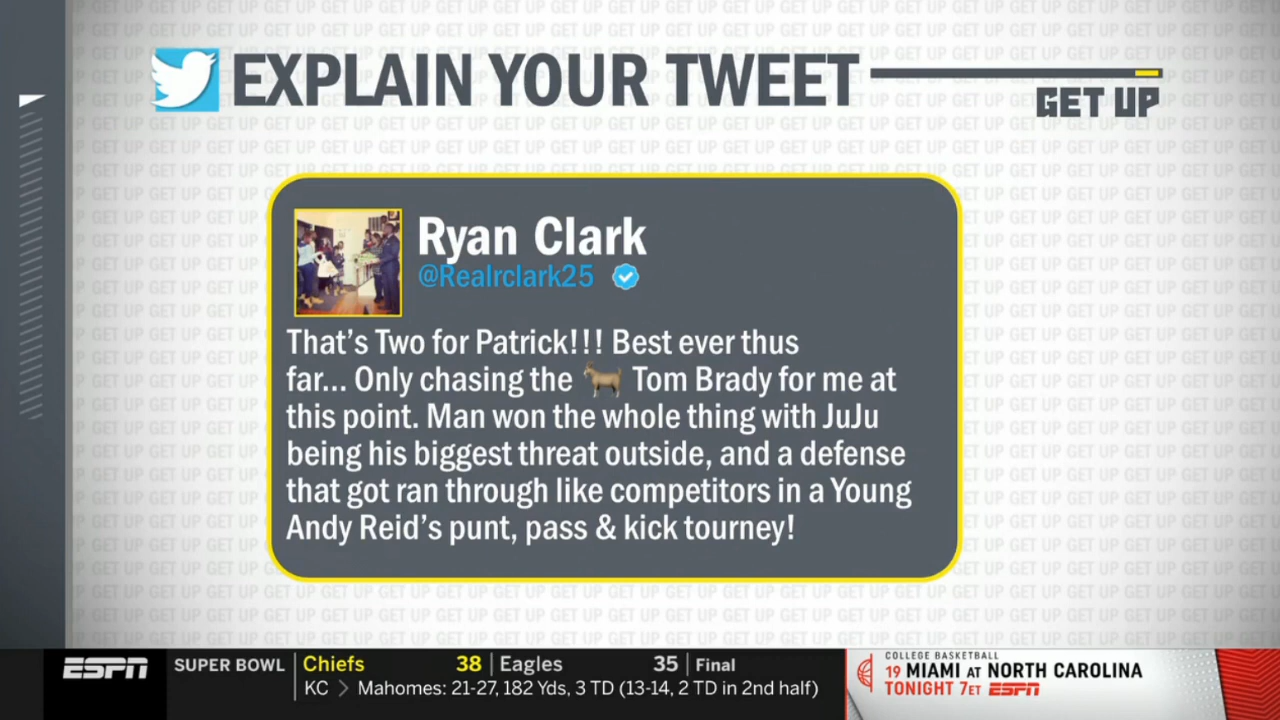 EXPLAIN YOUR TWEET
GET UP
Ryan Clark
@Realrclark25
That's Two for Patrick!!! Best ever thus
far... Only chasing the 🐐 Tom Brady for me at
this point. Man won the whole thing with JuJu
being his biggest threat outside, and a defense
that got ran through like competitors in a Young
Andy Reid's punt, pass & kick tourney!
ESPN SUPER BOWL Chiefs 38 Eagles 35 Final
KC > Mahomes: 21-27, 182 Yds, 3 TD (13-14, 2 TD in 2nd half)
COLLEGE BASKETBALL
19 MIAMI AT NORTH CAROLINA
TONIGHT 7ET ESPN